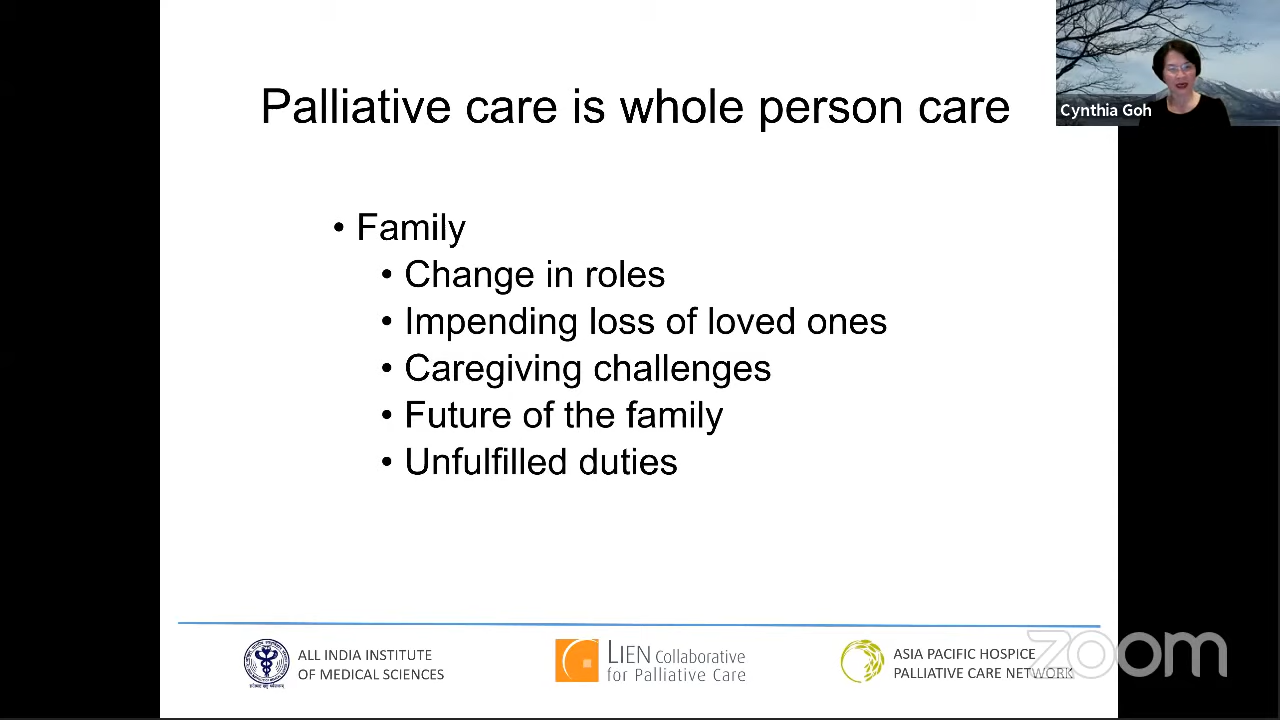 Palliative care is whole person care
Cynthia Goh
• Family
• Change in roles
• Impending loss of loved ones
• Caregiving challenges
• Future of the family
• Unfulfilled duties
ALL INDIA INSTITUTE
OF MEDICAL SCIENCES
LIEN Collaborative
for Palliative Care
ASIA PACIFIC HOSPICE
PALLIATIVE CARE NETWORK
zoom